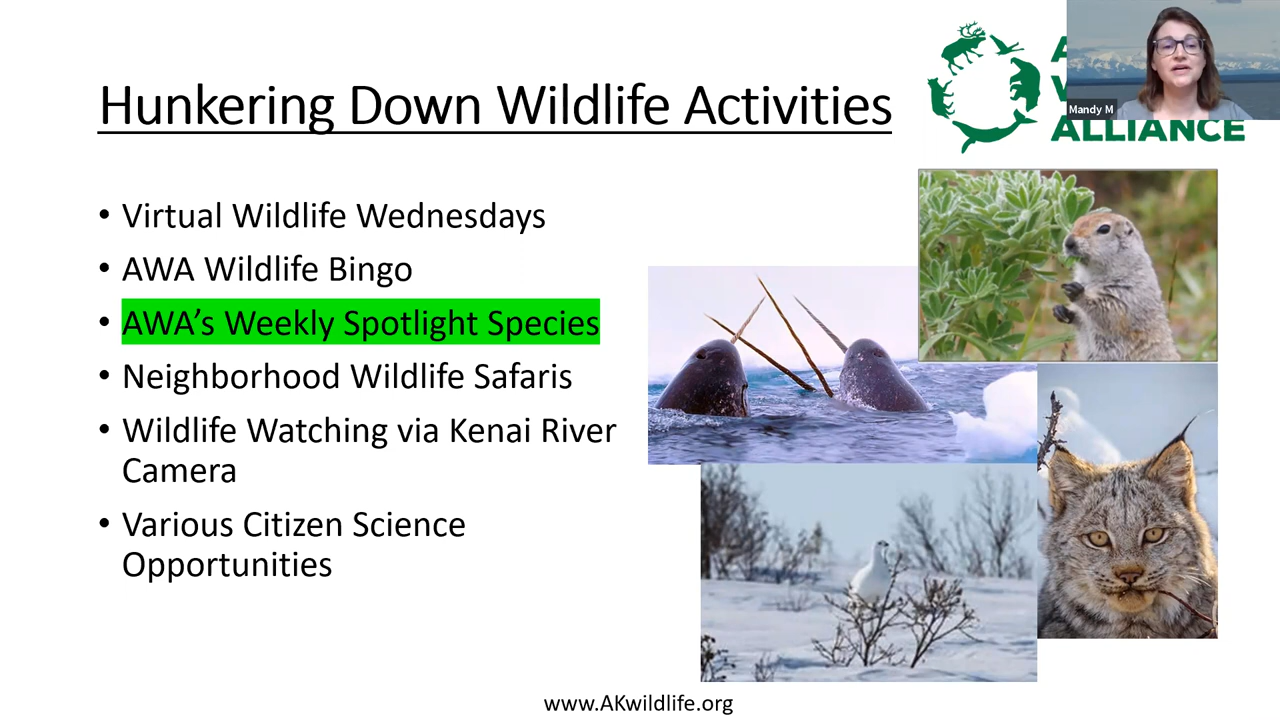 Hunkering Down Wildlife Activities
ALLIANCE
Mandy M
• Virtual Wildlife Wednesdays
• AWA Wildlife Bingo
• AWA’s Weekly Spotlight Species
• Neighborhood Wildlife Safaris
• Wildlife Watching via Kenai River
Camera
• Various Citizen Science
Opportunities
www.AKwildlife.org